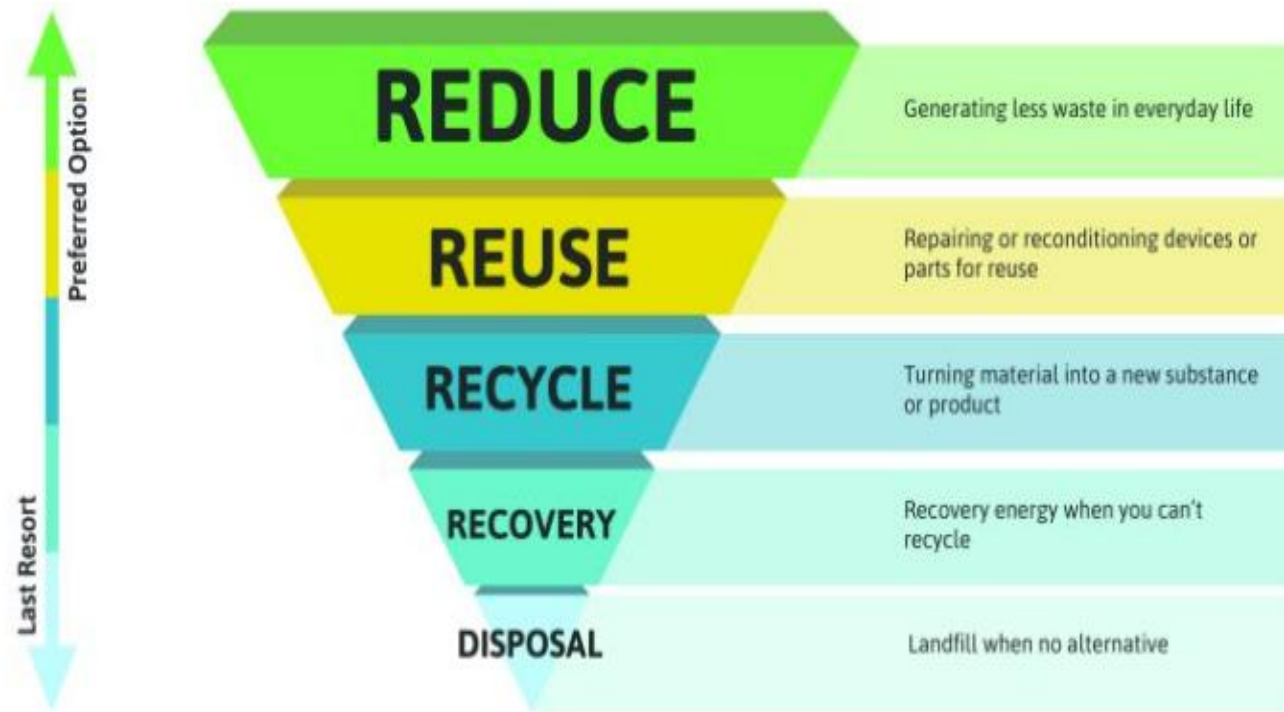 Preferred Option
Last Resort
REDUCE
Generating less waste in everyday life
REUSE
Repairing or reconditioning devices or
parts for reuse
RECYCLE
Turning material into a new substance
or product
RECOVERY
Recovery energy when you can't
recycle
DISPOSAL
Landfill when no alternative